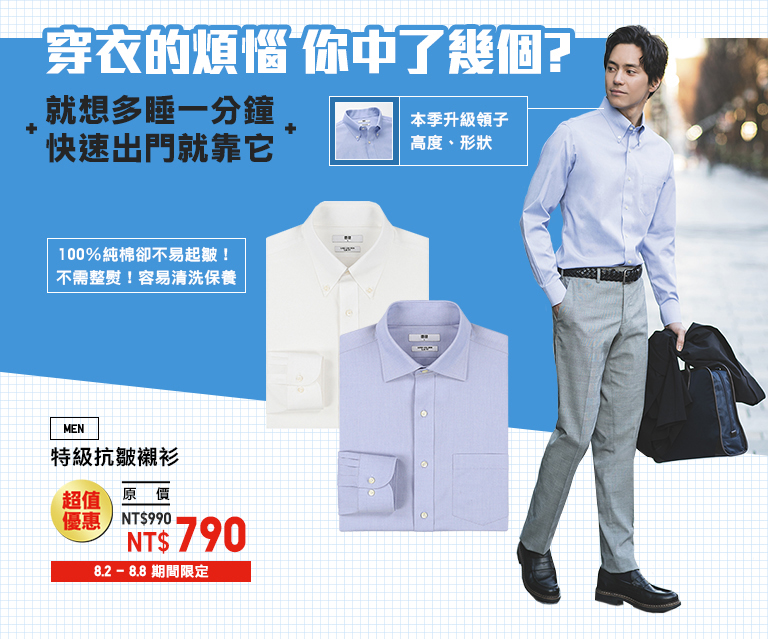 穿衣的煩惱 你中了幾個?
就想多睡一分鐘
快速出門就靠它
本季升級領子
高度、形狀
100%純棉卻不易起皺！
不需整熨！容易清洗保養
MEN
特級抗皺襯衫
超值
優惠
原 價
NT$990
NT$ 790
8.2 - 8.8 期間限定